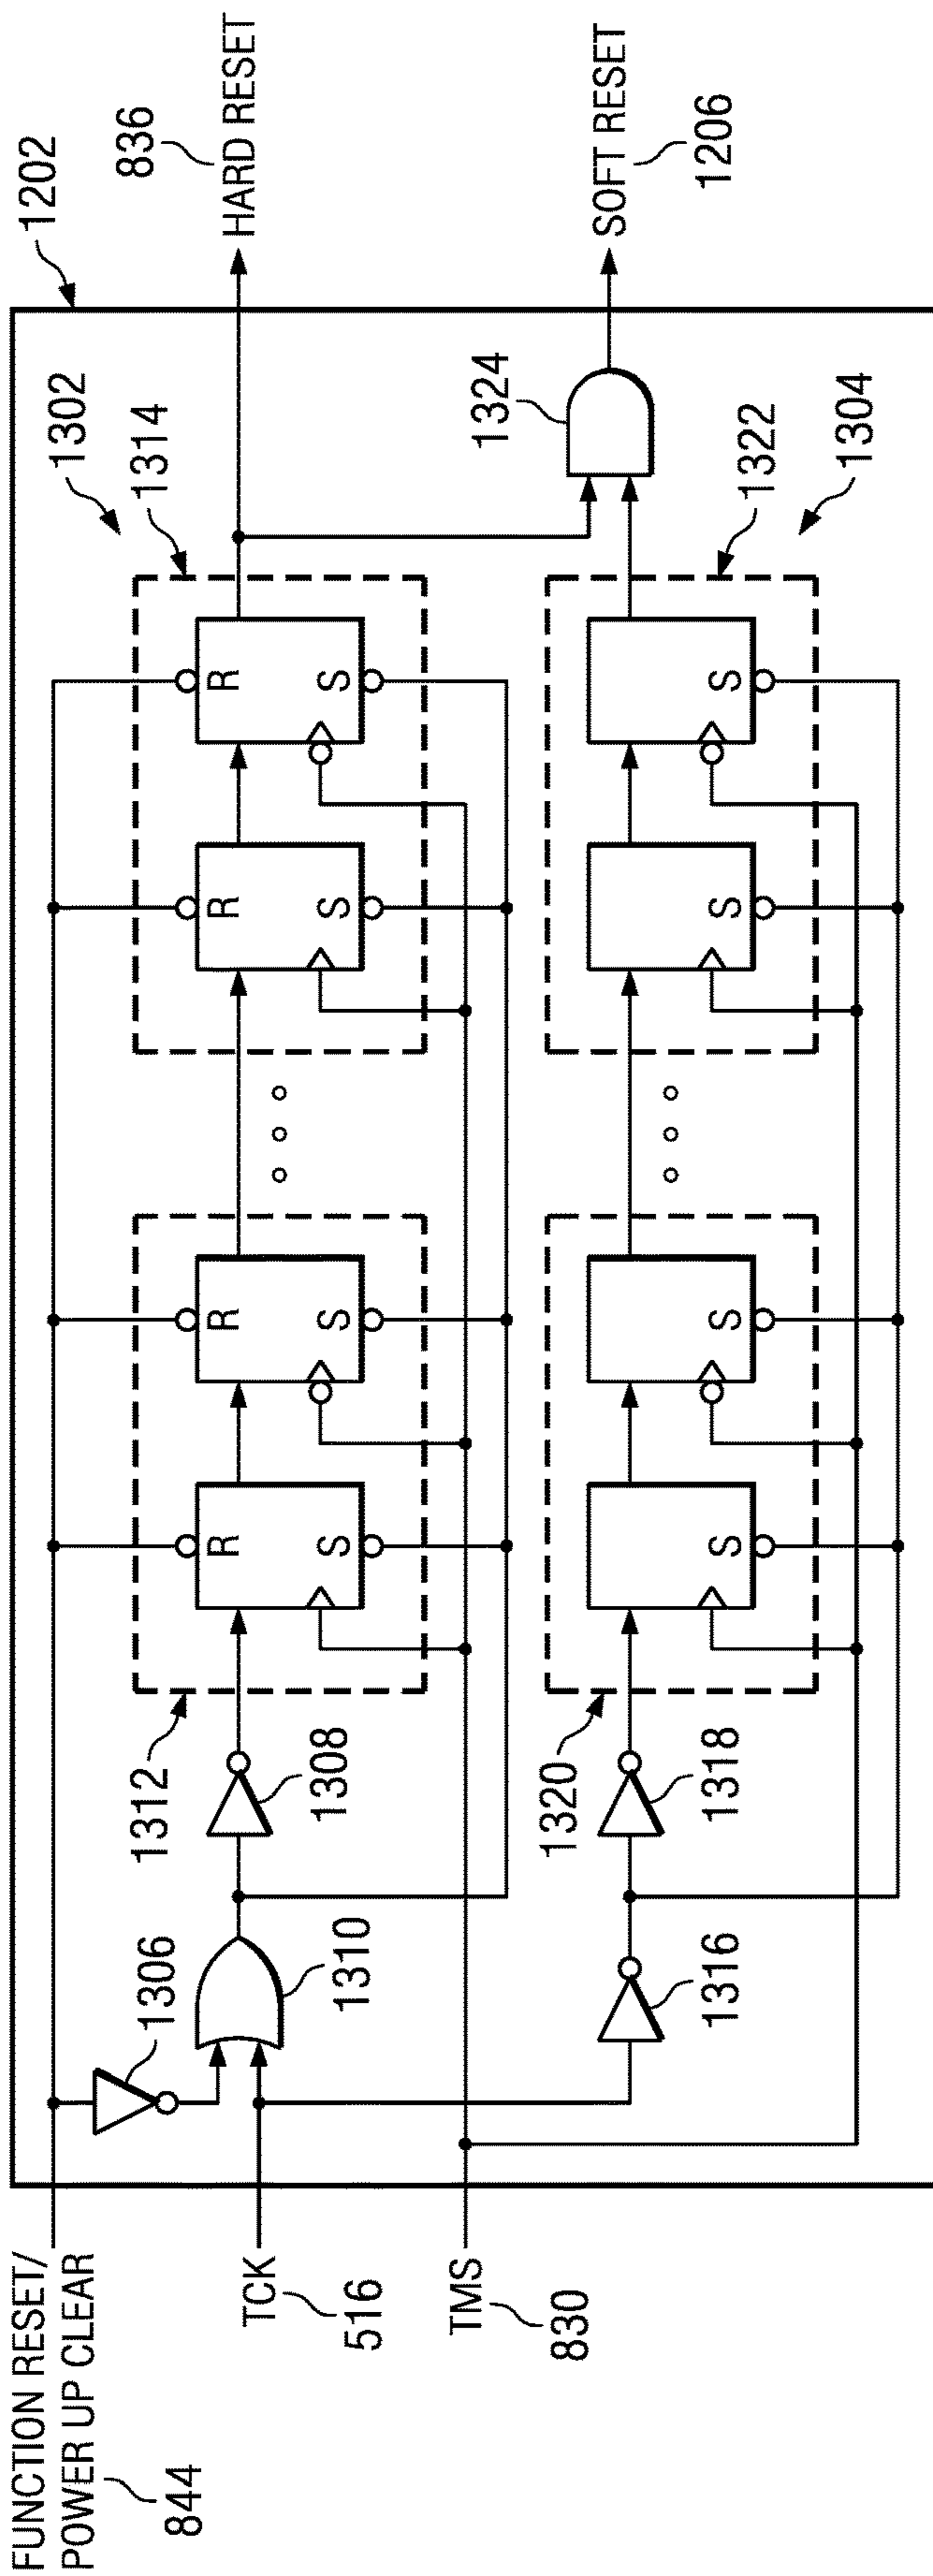 FUNCTION RESET/
POWER UP CLEAR
844
TCK
516
TMS
830
1306
1310
1316
1312
1308
1320
1318
R
S
R
S
R
S
R
S
S
S
S
S
1302
1314
1324
1322
1304
1202
836
HARD RESET
SOFT RESET
1206